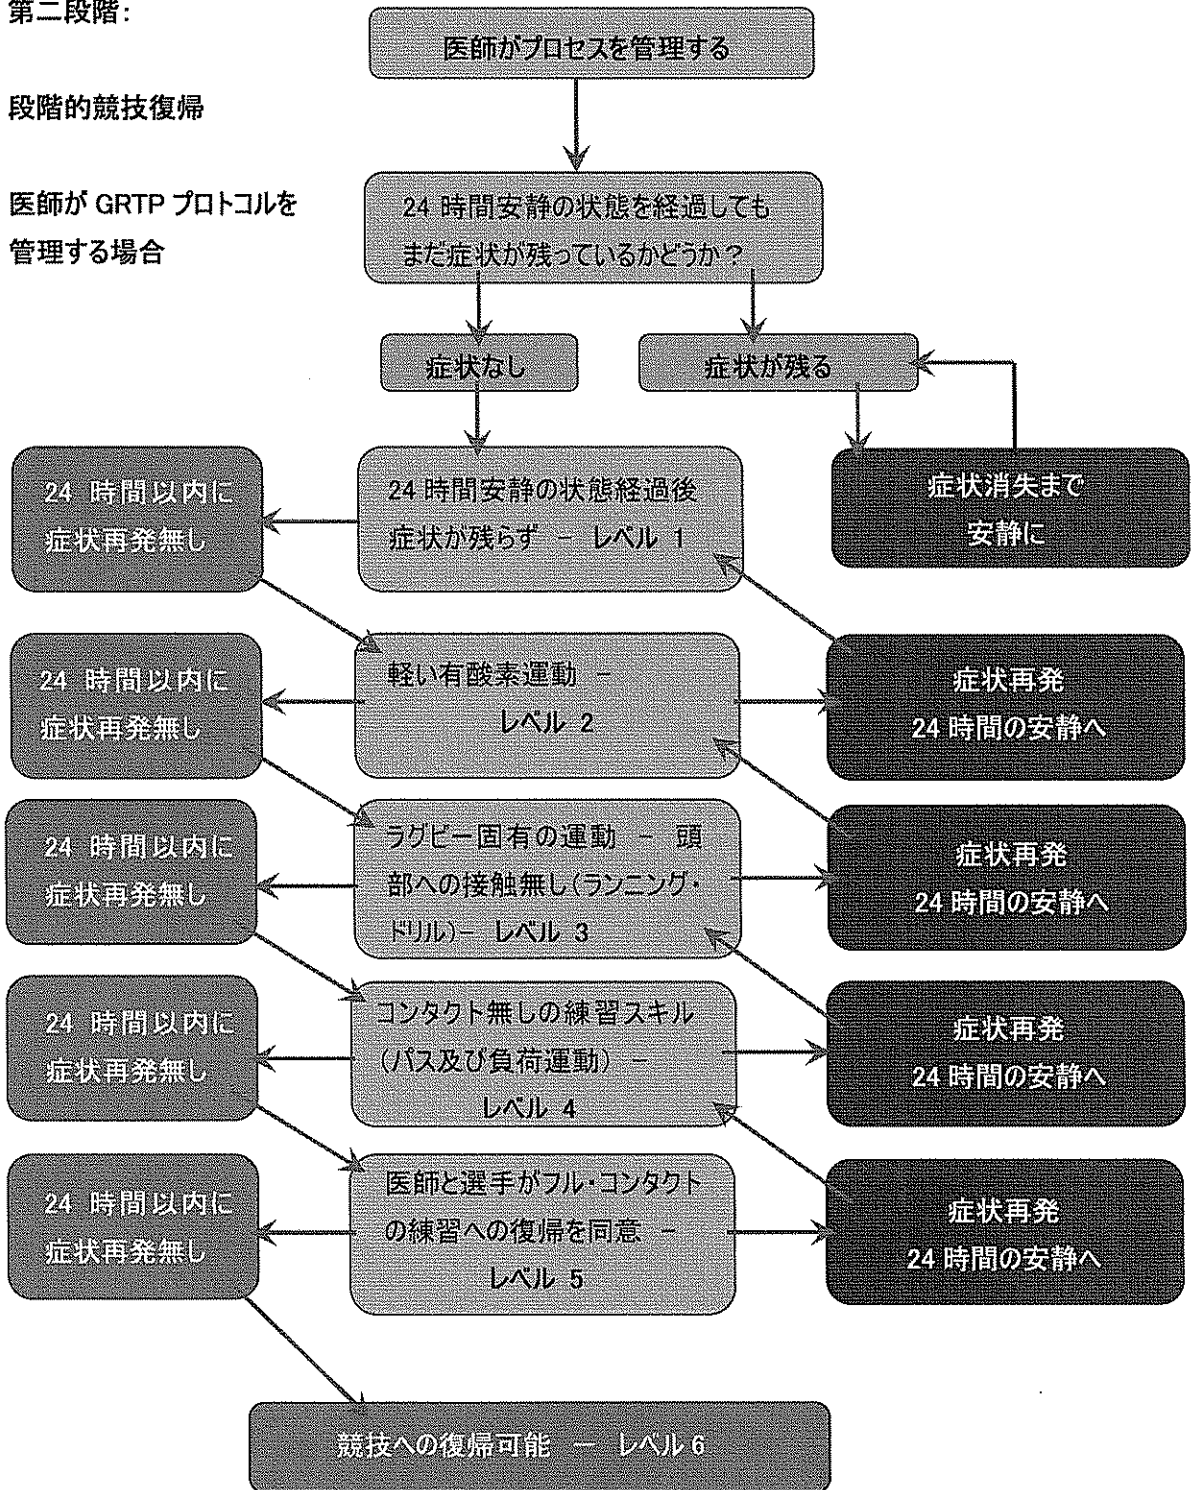 第二段階:
医師がプロセスを管理する
段階的競技復帰
医師が GRTP プロトコルを
管理する場合
24 時間安静の状態を経過しても
まだ症状が残っているかどうか?
症状なし
症状が残る
24 時間以内に
症状再発無し
24 時間安静の状態経過後
症状が残らず － レベル 1
症状消失まで
安静に
24 時間以内に
症状再発無し
軽い有酸素運動 －
レベル 2
症状再発
24 時間の安静へ
24 時間以内に
症状再発無し
ラグビー固有の運動 － 頭
部への接触無し(ランニング・
ドリル)－ レベル 3
症状再発
24 時間の安静へ
24 時間以内に
症状再発無し
コンタクト無しの練習スキル
(パス及び負荷運動) －
レベル 4
症状再発
24 時間の安静へ
24 時間以内に
症状再発無し
医師と選手がフル・コンタクト
の練習への復帰を同意 －
レベル 5
症状再発
24 時間の安静へ
競技への復帰可能 － レベル 6